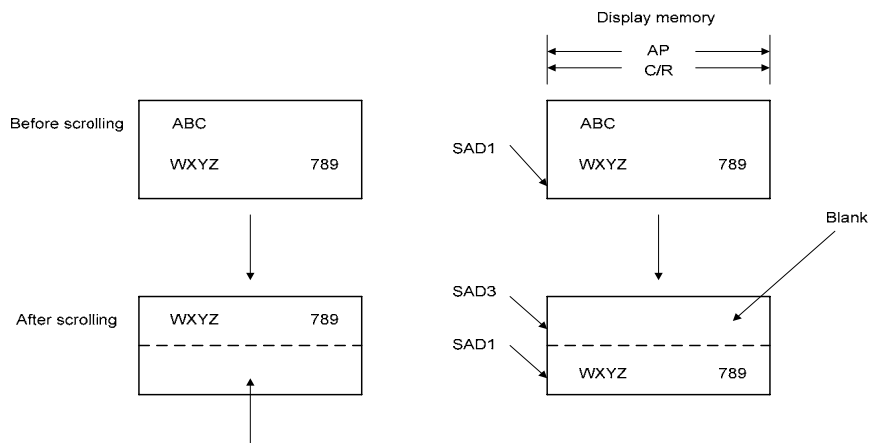 Display memory
AP
C/R
Before scrolling
ABC
WXYZ 789
SAD1
ABC
WXYZ 789
Blank
After scrolling
WXYZ 789
SAD3
SAD1
WXYZ 789